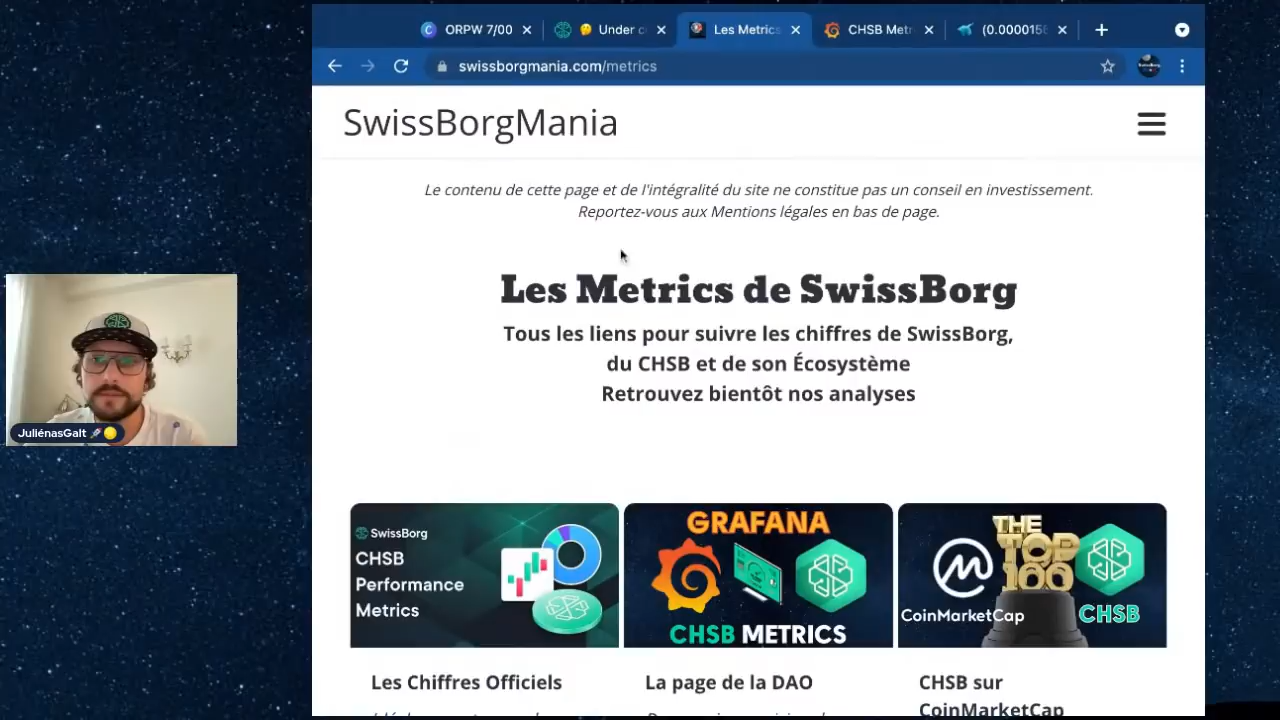 ORPW 7/00
Under c
Les Metrics
CHSB Met
(0.0000158
swissborgmania.com/metrics
SwissBorgMania
Le contenu de cette page et de l'intégralité du site ne constitue pas un conseil en investissement.
Reportez-vous aux Mentions légales en bas de page.
Les Metrics de SwissBorg
Tous les liens pour suivre les chiffres de SwissBorg,
du CHSB et de son Écosystème
Retrouvez bientôt nos analyses
JuliénasGalt
SwissBorg
CHSB
Performance
Metrics
GRAFANA
CHSB METRICS
THE
TOP
100
CoinMarketCap
CHSB
Les Chiffres Officiels
La page de la DAO
CHSB sur
CoinMarketCap